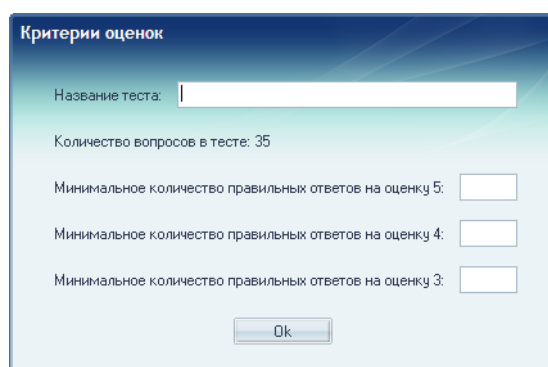 Критерии оценок
Название теста:
Количество вопросов в тесте: 35
Минимальное количество правильных ответов на оценку 5:
Минимальное количество правильных ответов на оценку 4:
Минимальное количество правильных ответов на оценку 3:
Ok